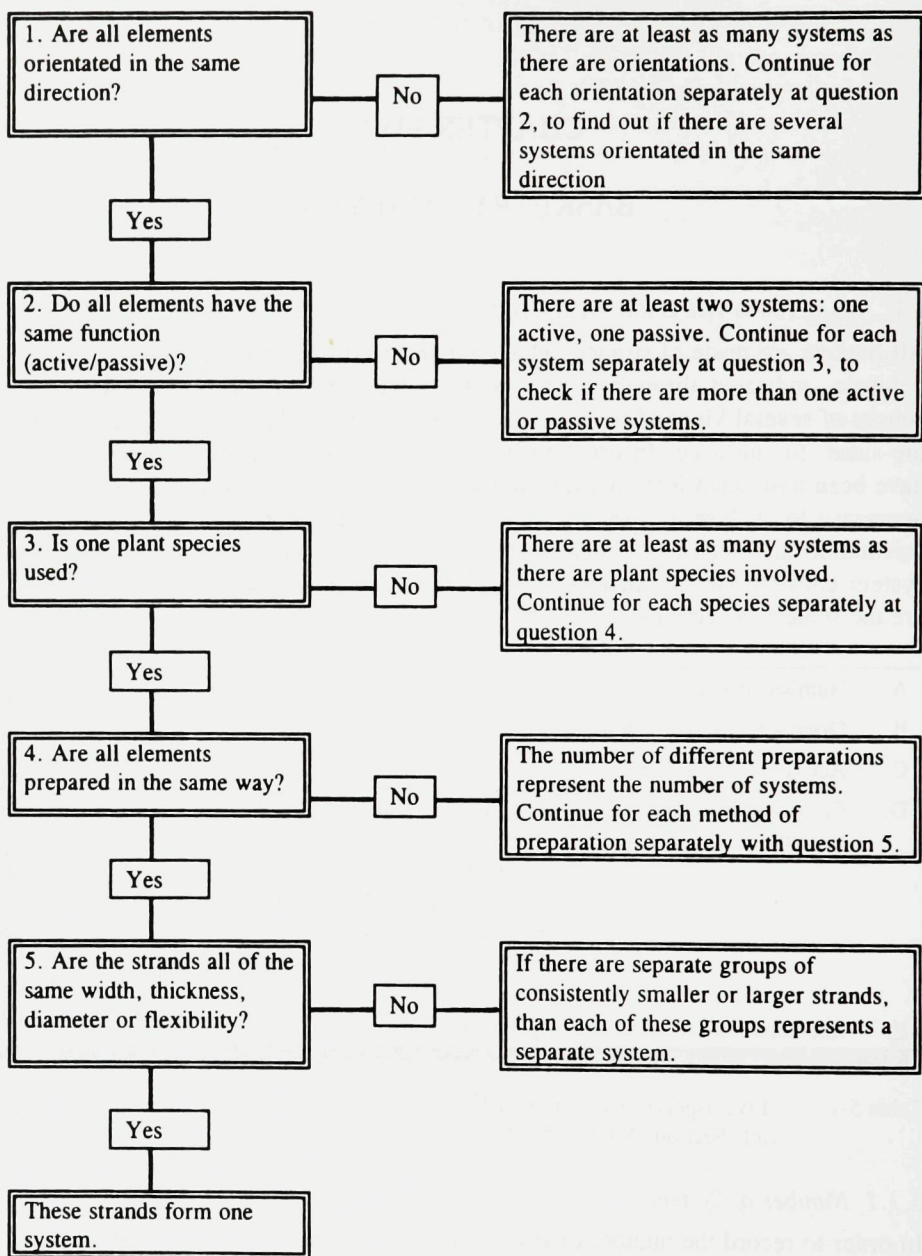 1. Are all elements
orientated in the same
direction?
No
There are at least as many systems as
there are orientations. Continue for
each orientation separately at question
2, to find out if there are several
systems orientated in the same
direction
Yes
2. Do all elements have the
same function
(active/passive)?
No
There are at least two systems: one
active, one passive. Continue for each
system separately at question 3, to
check if there are more than one active
or passive systems.
Yes
3. Is one plant species
used?
No
There are at least as many systems as
there are plant species involved.
Continue for each species separately at
question 4.
Yes
4. Are all elements
prepared in the same way?
No
The number of different preparations
represent the number of systems.
Continue for each method of
preparation separately with question 5.
Yes
5. Are the strands all of the
same width, thickness,
diameter or flexibility?
No
If there are separate groups of
consistently smaller or larger strands,
than each of these groups represents a
separate system.
Yes
These strands form one
system.